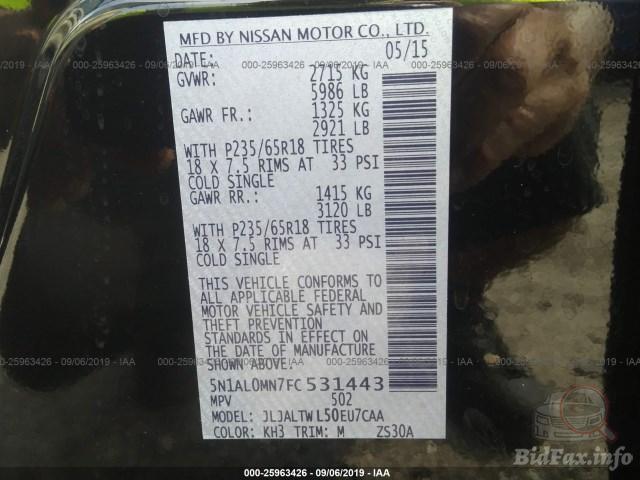 MFD BY NISSAN MOTOR CO., LTD.
DATE: 05/15
GVWR: 2715 KG
5986 LB
GAWR FR.: 1325 KG
2921 LB
WITH P235/65R18 TIRES
18 X 7.5 RIMS AT 33 PSI
COLD SINGLE
GAWR RR.: 1415 KG
3120 LB
WITH P235/65R18 TIRES
18 X 7.5 RIMS AT 33 PSI
COLD SINGLE
THIS VEHICLE CONFORMS TO
ALL APPLICABLE FEDERAL
MOTOR VEHICLE SAFETY AND
THEFT PREVENTION
STANDARDS IN EFFECT ON
THE DATE OF MANUFACTURE
SHOWN ABOVE.
5N1AL0MN7FC531443
MPV 502
MODEL: JLJALTWL50EU7CAA
COLOR: KH3 TRIM: M ZS30A
000-25963426 - 09/06/2019 - IAA
BidFax.info